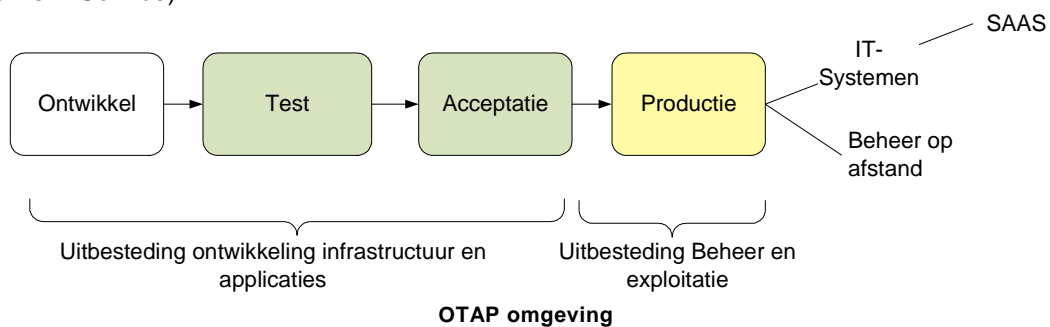 SAAS
IT-
Systemen
Ontwikkel
Test
Acceptatie
Productie
Beheer op
afstand
Uitbesteding ontwikkeling infrastructuur en
applicaties
Uitbesteding Beheer en
exploitatie
OTAP omgeving